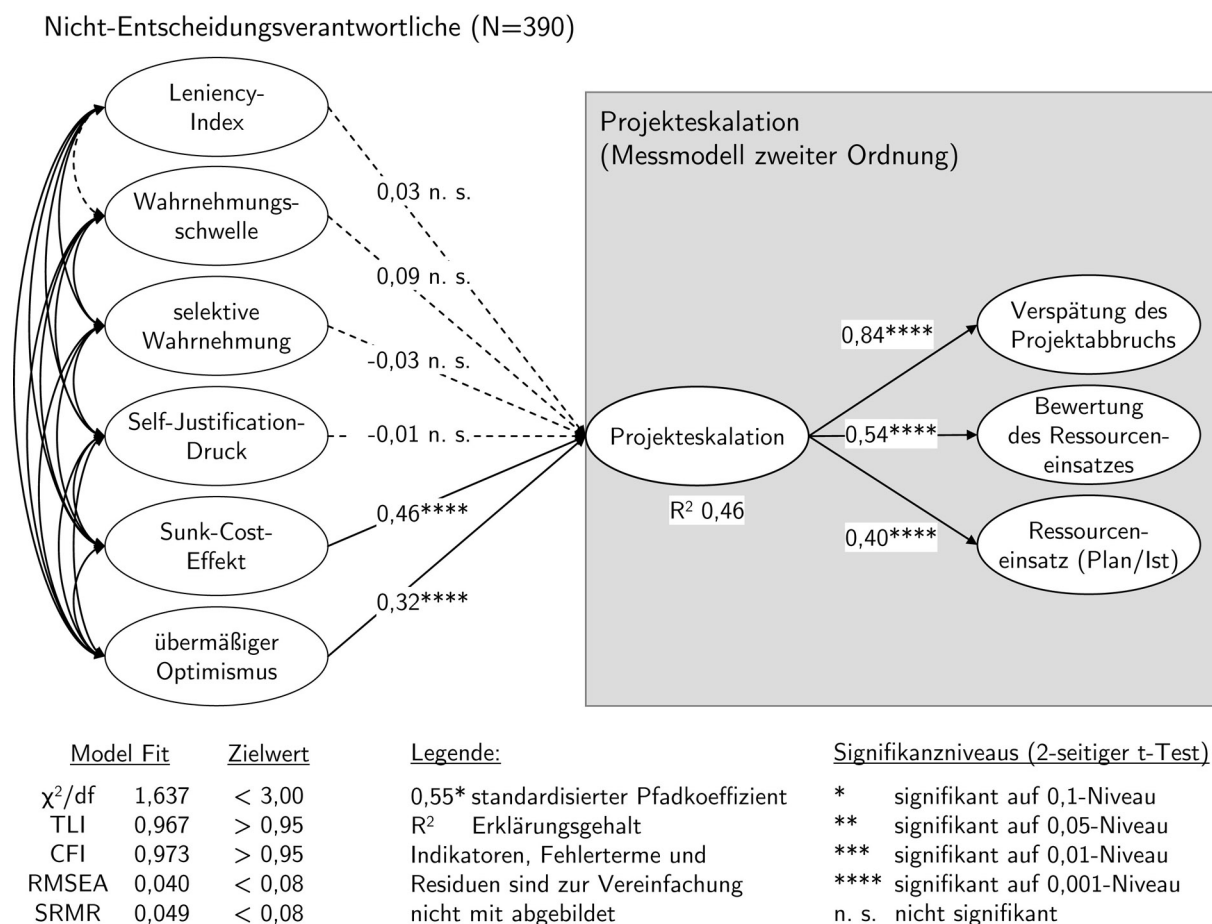 Nicht-Entscheidungsverantwortliche (N=390)
Leniency-
Index
Wahrnehmungs-
schwelle
selektive
Wahrnehmung
Self-Justification-
Druck
Sunk-Cost-
Effekt
übermäßiger
Optimismus
0,03 n. s.
0,09 n. s.
-0,03 n. s.
-0,01 n. s.
0,46****
0,32****
Projekteskalation
(Messmodell zweiter Ordnung)
Projekteskalation
R² 0,46
0,84****
0,54****
0,40****
Verspätung des
Projektabbruchs
Bewertung
des Ressourcen-
einsatzes
Ressourcen-
einsatz (Plan/Ist)
Model Fit Zielwert
χ²/df 1,637 < 3,00
TLI 0,967 > 0,95
CFI 0,973 > 0,95
RMSEA 0,040 < 0,08
SRMR 0,049 < 0,08
Legende:
0,55* standardisierter Pfadkoeffizient
R² Erklärungsgehalt
Indikatoren, Fehlerterme und
Residuen sind zur Vereinfachung
nicht mit abgebildet
Signifikanzniveaus (2-seitiger t-Test)
* signifikant auf 0,1-Niveau
** signifikant auf 0,05-Niveau
*** signifikant auf 0,01-Niveau
**** signifikant auf 0,001-Niveau
n. s. nicht signifikant